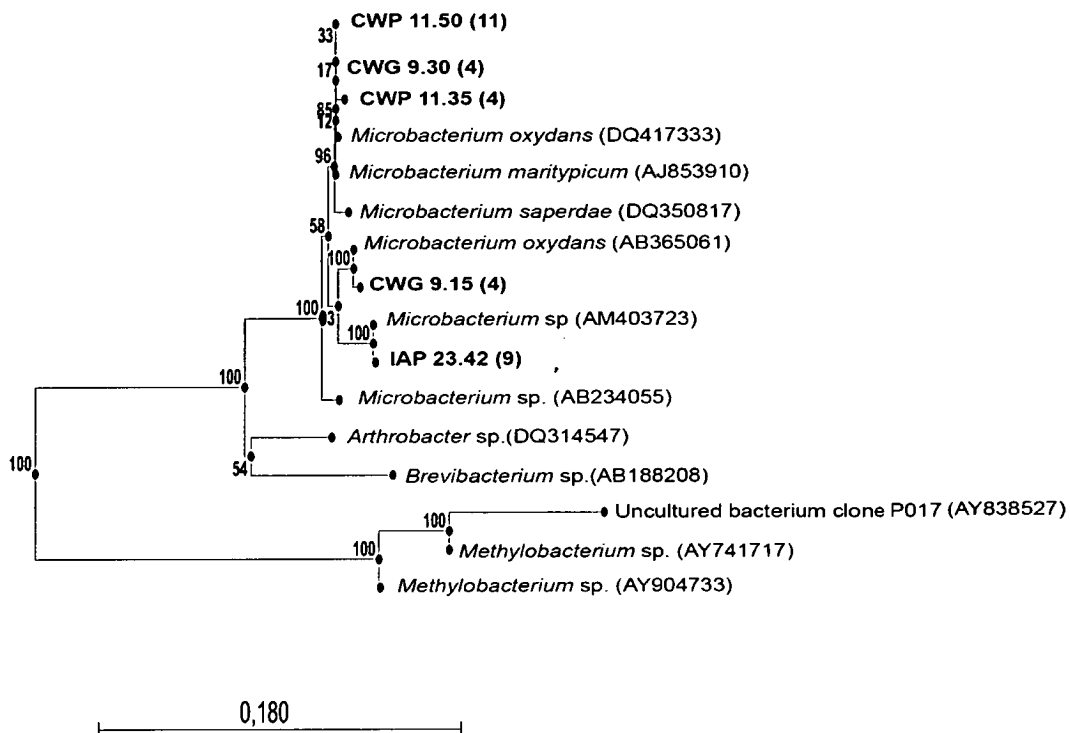 CWP 11.50 (11)
33
17 CWG 9.30 (4)
CWP 11.35 (4)
85
12
Microbacterium oxydans (DQ417333)
96 Microbacterium maritypicum (AJ853910)
Microbacterium saperdae (DQ350817)
58
Microbacterium oxydans (AB365061)
100
CWG 9.15 (4)
100 3 Microbacterium sp (AM403723)
100
IAP 23.42 (9)
100
Microbacterium sp. (AB234055)
Arthrobacter sp.(DQ314547)
100 54 Brevibacterium sp.(AB188208)
Uncultured bacterium clone P017 (AY838527)
100
100 Methylobacterium sp. (AY741717)
Methylobacterium sp. (AY904733)
0,180